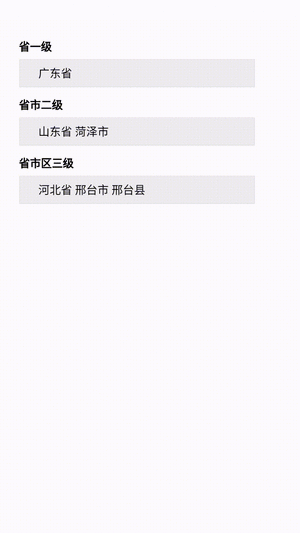 省一级
广东省
省市二级
山东省 菏泽市
省市区三级
河北省 邢台市 邢台县